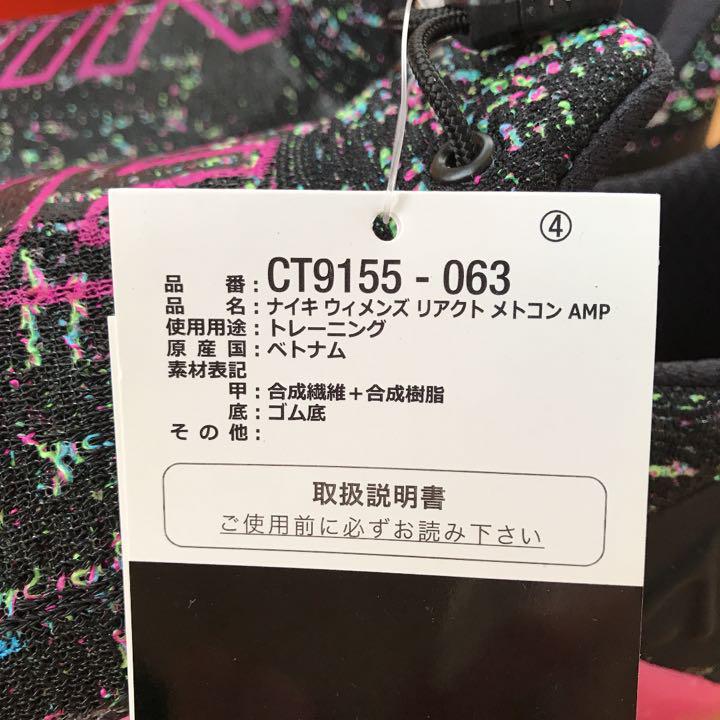 ④
品番：CT9155 - 063
品名：ナイキ ウィメンズ リアクト メトコン AMP
使用用途：トレーニング
原産国：ベトナム
素材表記
甲：合成繊維＋合成樹脂
底：ゴム底
その他：
取扱説明書
ご使用前に必ずお読み下さい